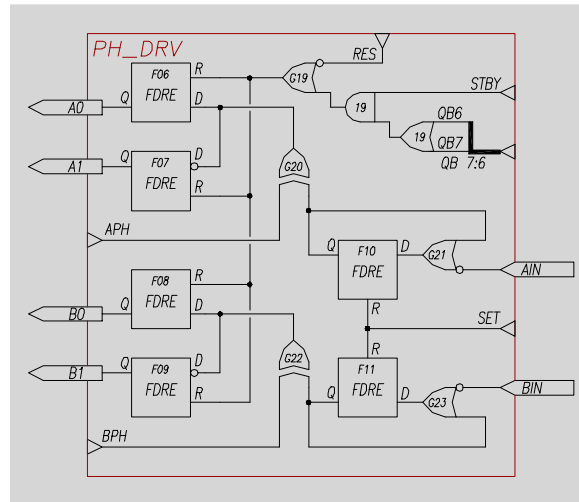 PH_DRV
RES
F06
FDRE
R
D
Q
A0
G19
STBY
19
QB6
19
QB7
QB 7:6
F07
FDRE
D
R
Q
A1
G20
APH
Q
F10
FDRE
D
R
G21
AIN
F08
FDRE
R
D
Q
B0
SET
F09
FDRE
D
R
Q
B1
G22
R
F11
FDRE
Q
D
G23
BIN
BPH